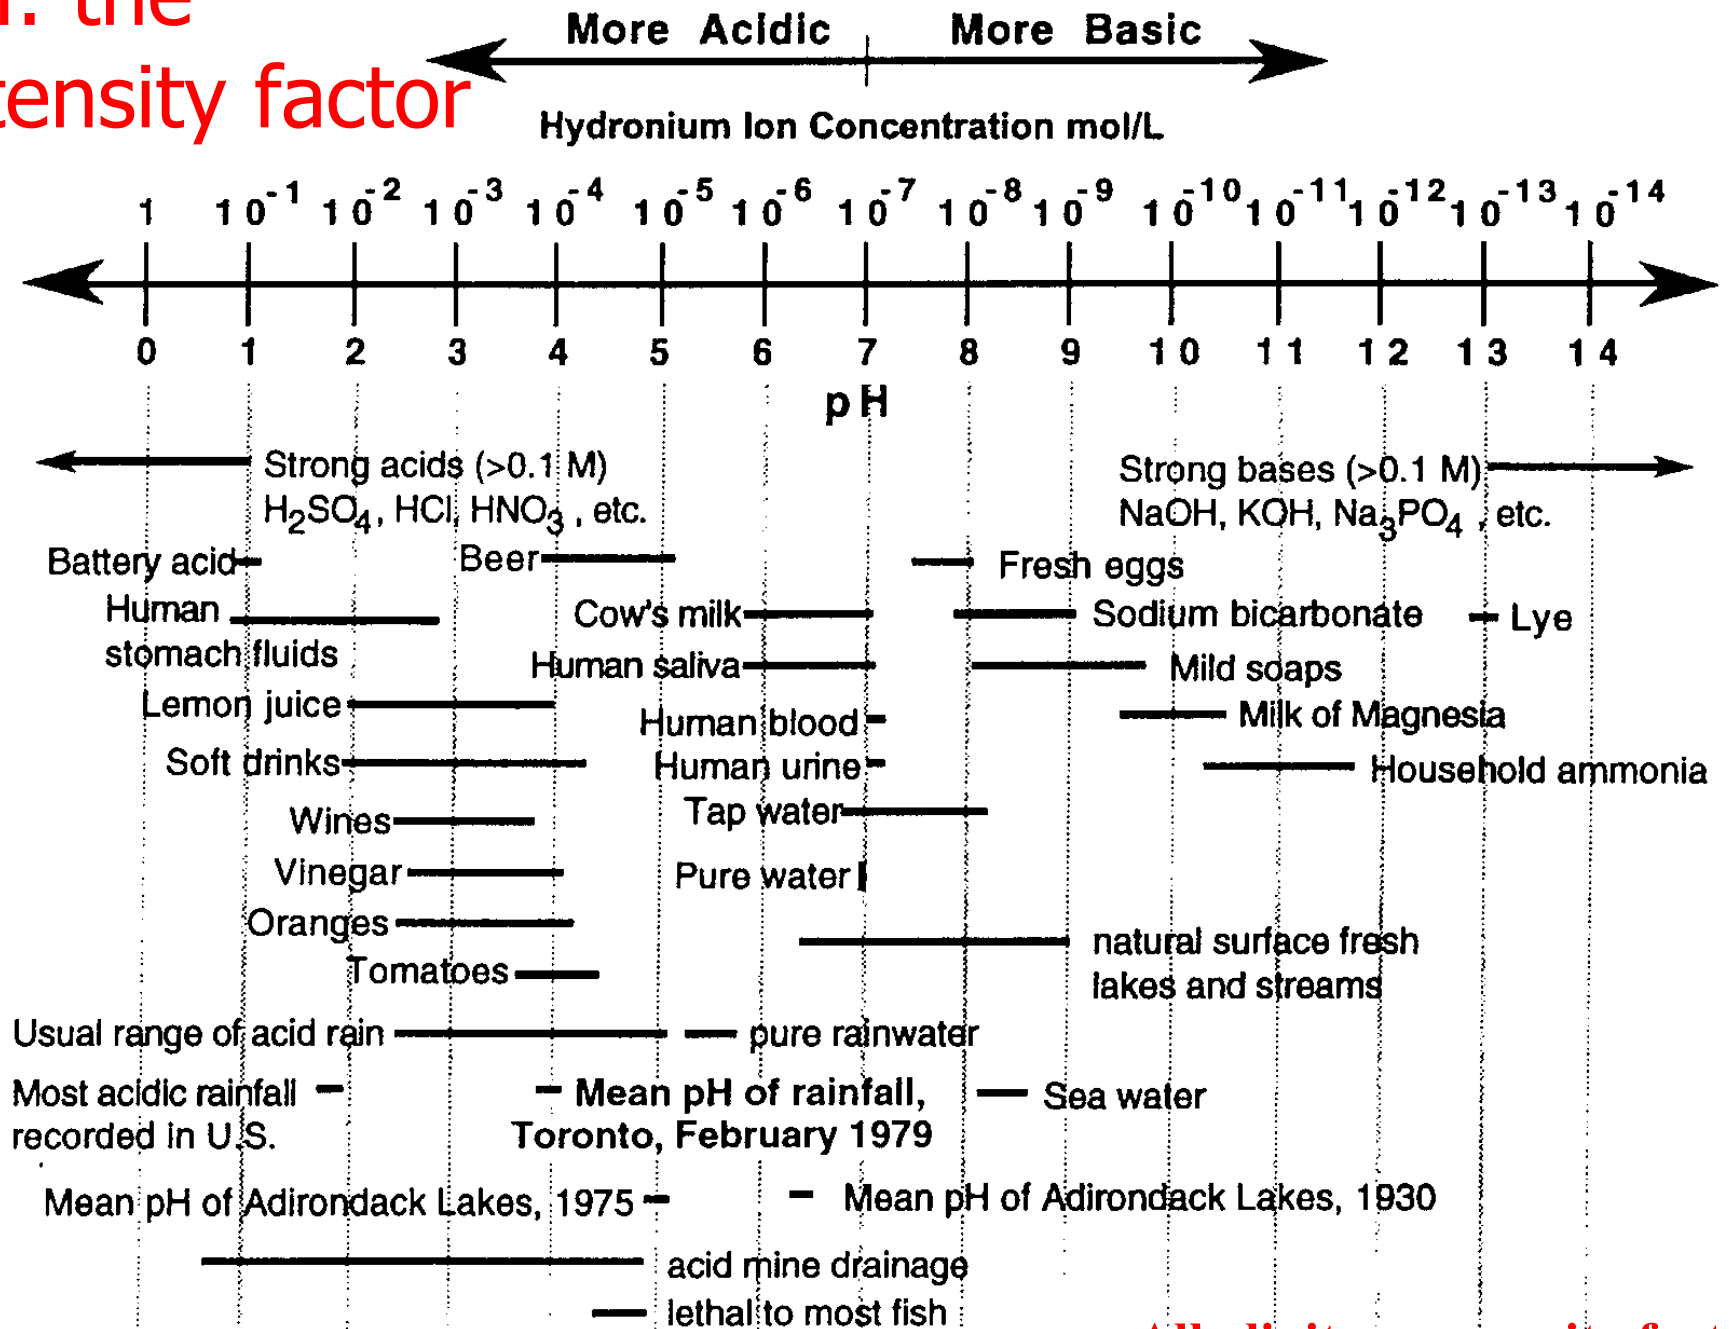 : the
tensity factor
More Acidic More Basic
Hydronium Ion Concentration mol/L
1 10^-1 10^-2 10^-3 10^-4 10^-5 10^-6 10^-7 10^-8 10^-9 10^-10 10^-11 10^-12 10^-13 10^-14
0 1 2 3 4 5 6 7 8 9 10 11 12 13 14
pH
Strong acids (>0.1 M)
H2SO4, HCl, HNO3, etc.
Strong bases (>0.1 M)
NaOH, KOH, Na3PO4, etc.
Battery acid
Beer
Fresh eggs
Human
stomach fluids
Cow's milk
Sodium bicarbonate
Lye
Human saliva
Mild soaps
Lemon juice
Human blood
Milk of Magnesia
Soft drinks
Human urine
Household ammonia
Wines
Tap water
Vinegar
Pure water
Oranges
natural surface fresh
lakes and streams
Tomatoes
Usual range of acid rain
pure rainwater
Most acidic rainfall
recorded in U.S.
Mean pH of rainfall,
Toronto, February 1979
Sea water
Mean pH of Adirondack Lakes, 1975
Mean pH of Adirondack Lakes, 1930
acid mine drainage
lethal to most fish